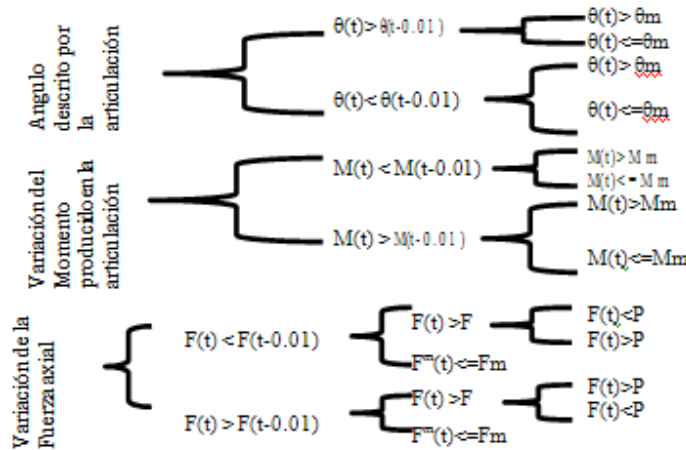 Angulo
descrito por
la
articulación
θ(t)>θ(t-0.01)
θ(t)>θm
θ(t)<=θm
θ(t)<θ(t-0.01)
θ(t)>θm
θ(t)<=θm
Variación del
Momento
producido en la
articulación
M(t)<M(t-0.01)
M(t)>Mm
M(t)<=Mm
M(t)>M(t-0.01)
M(t)>Mm
M(t)<=Mm
Variación de la
Fuerza axial
F(t)<F(t-0.01)
F(t)>F
F(t)<P
F(t)>P
Fᵐ(t)<=Fm
F(t)>F(t-0.01)
F(t)>F
F(t)>P
F(t)<P
Fᵐ(t)<=Fm